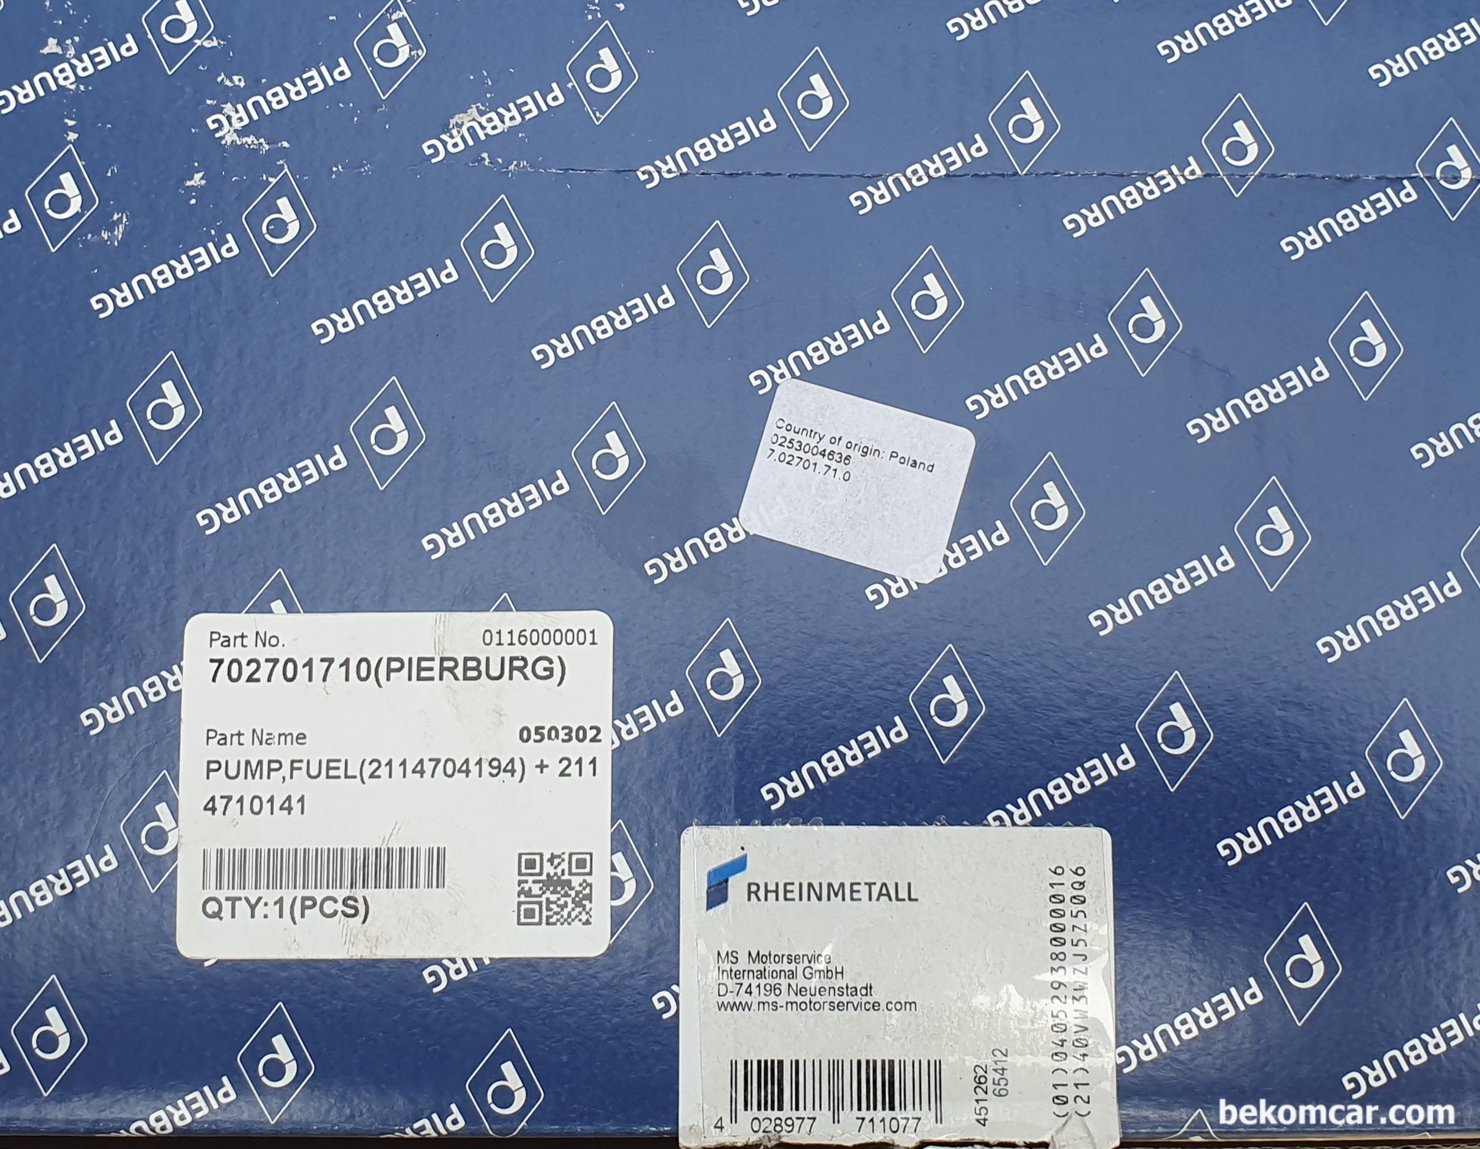 PIERBURG
Country of origin: Poland
0253004636
7.02701.71.0
Part No. 0116000001
702701710(PIERBURG)
Part Name 050302
PUMP,FUEL(2114704194) + 211
4710141
QTY:1(PCS)
RHEINMETALL
MS Motorservice
International GmbH
D-74196 Neuenstadt
www.ms-motorservice.com
4 028977 711077
451262
65412
(01)04052938000016
(21)40VW3WZJ5Z50Q6
bekomcar.com